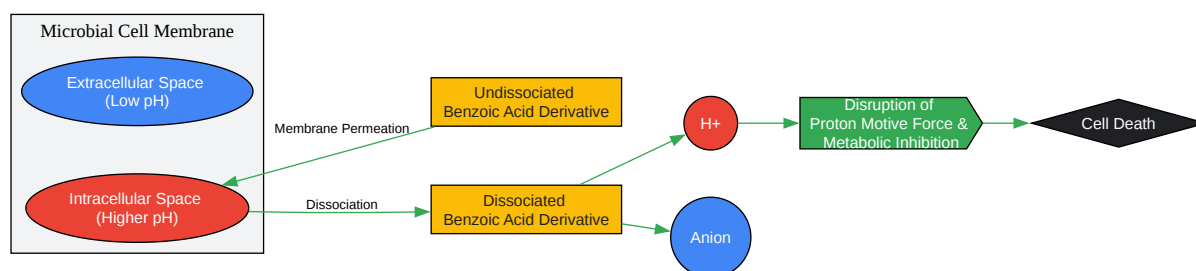 Microbial Cell Membrane
Extracellular Space
(Low pH)
Intracellular Space
(Higher pH)
Membrane Permeation
Dissociation
Undissociated
Benzoic Acid Derivative
Dissociated
Benzoic Acid Derivative
H+
Anion
Disruption of
Proton Motive Force &
Metabolic Inhibition
Cell Death